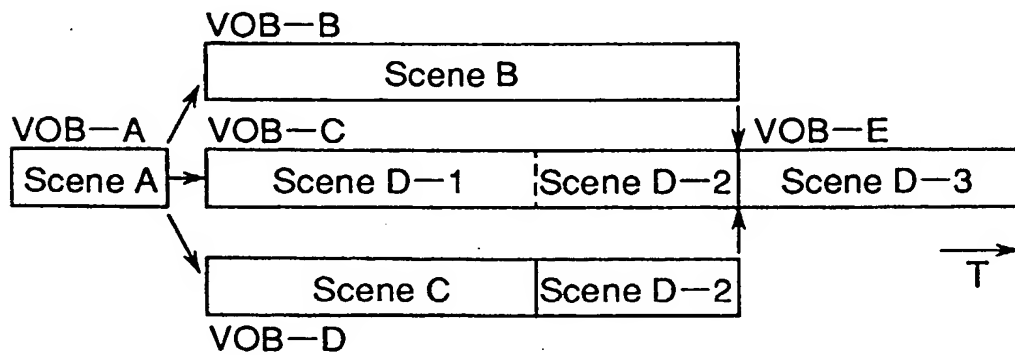 VOB—B
Scene B
VOB—A VOB—C VOB—E
Scene A Scene D—1 Scene D—2 Scene D—3
T
Scene C Scene D—2
VOB—D